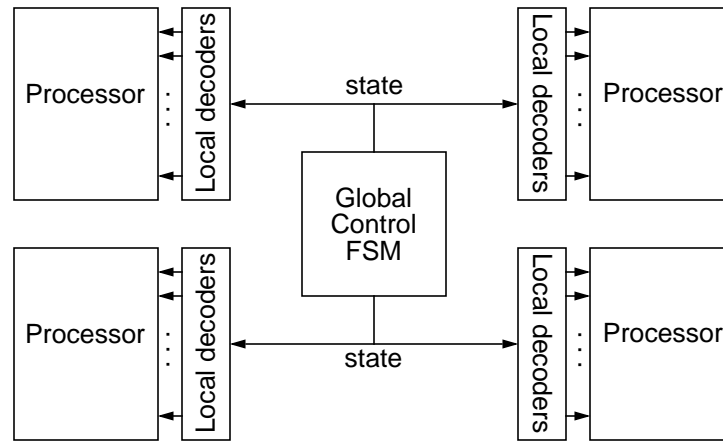 Processor
Local decoders
state
Local decoders
Processor
Global
Control
FSM
Processor
Local decoders
state
Local decoders
Processor